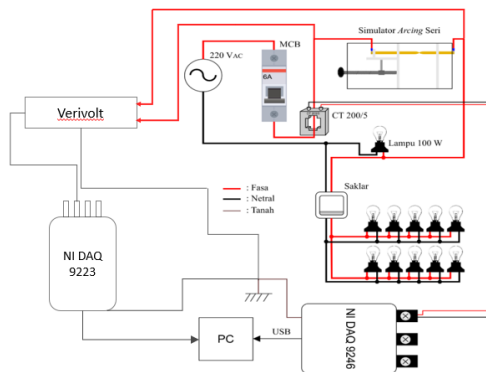 Simulator Arcing Seri
MCB
220 VAC
6A
CT 200/5
Verivolt
Lampu 100 W
Saklar
: Fasa
: Netral
: Tanah
NI DAQ
9223
NI DAQ 9246
USB
PC